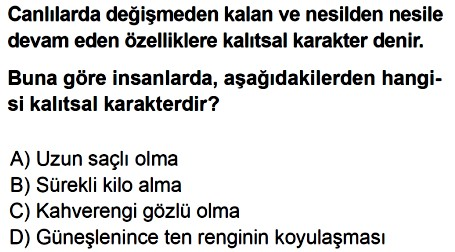 Canlılarda değişmeden kalan ve nesilden nesile
devam eden özelliklere kalıtsal karakter denir.
Buna göre insanlarda, aşağıdakilerden hangi-
si kalıtsal karakterdir?
A) Uzun saçlı olma
B) Sürekli kilo alma
C) Kahverengi gözlü olma
D) Güneşlenince ten renginin koyulaşması